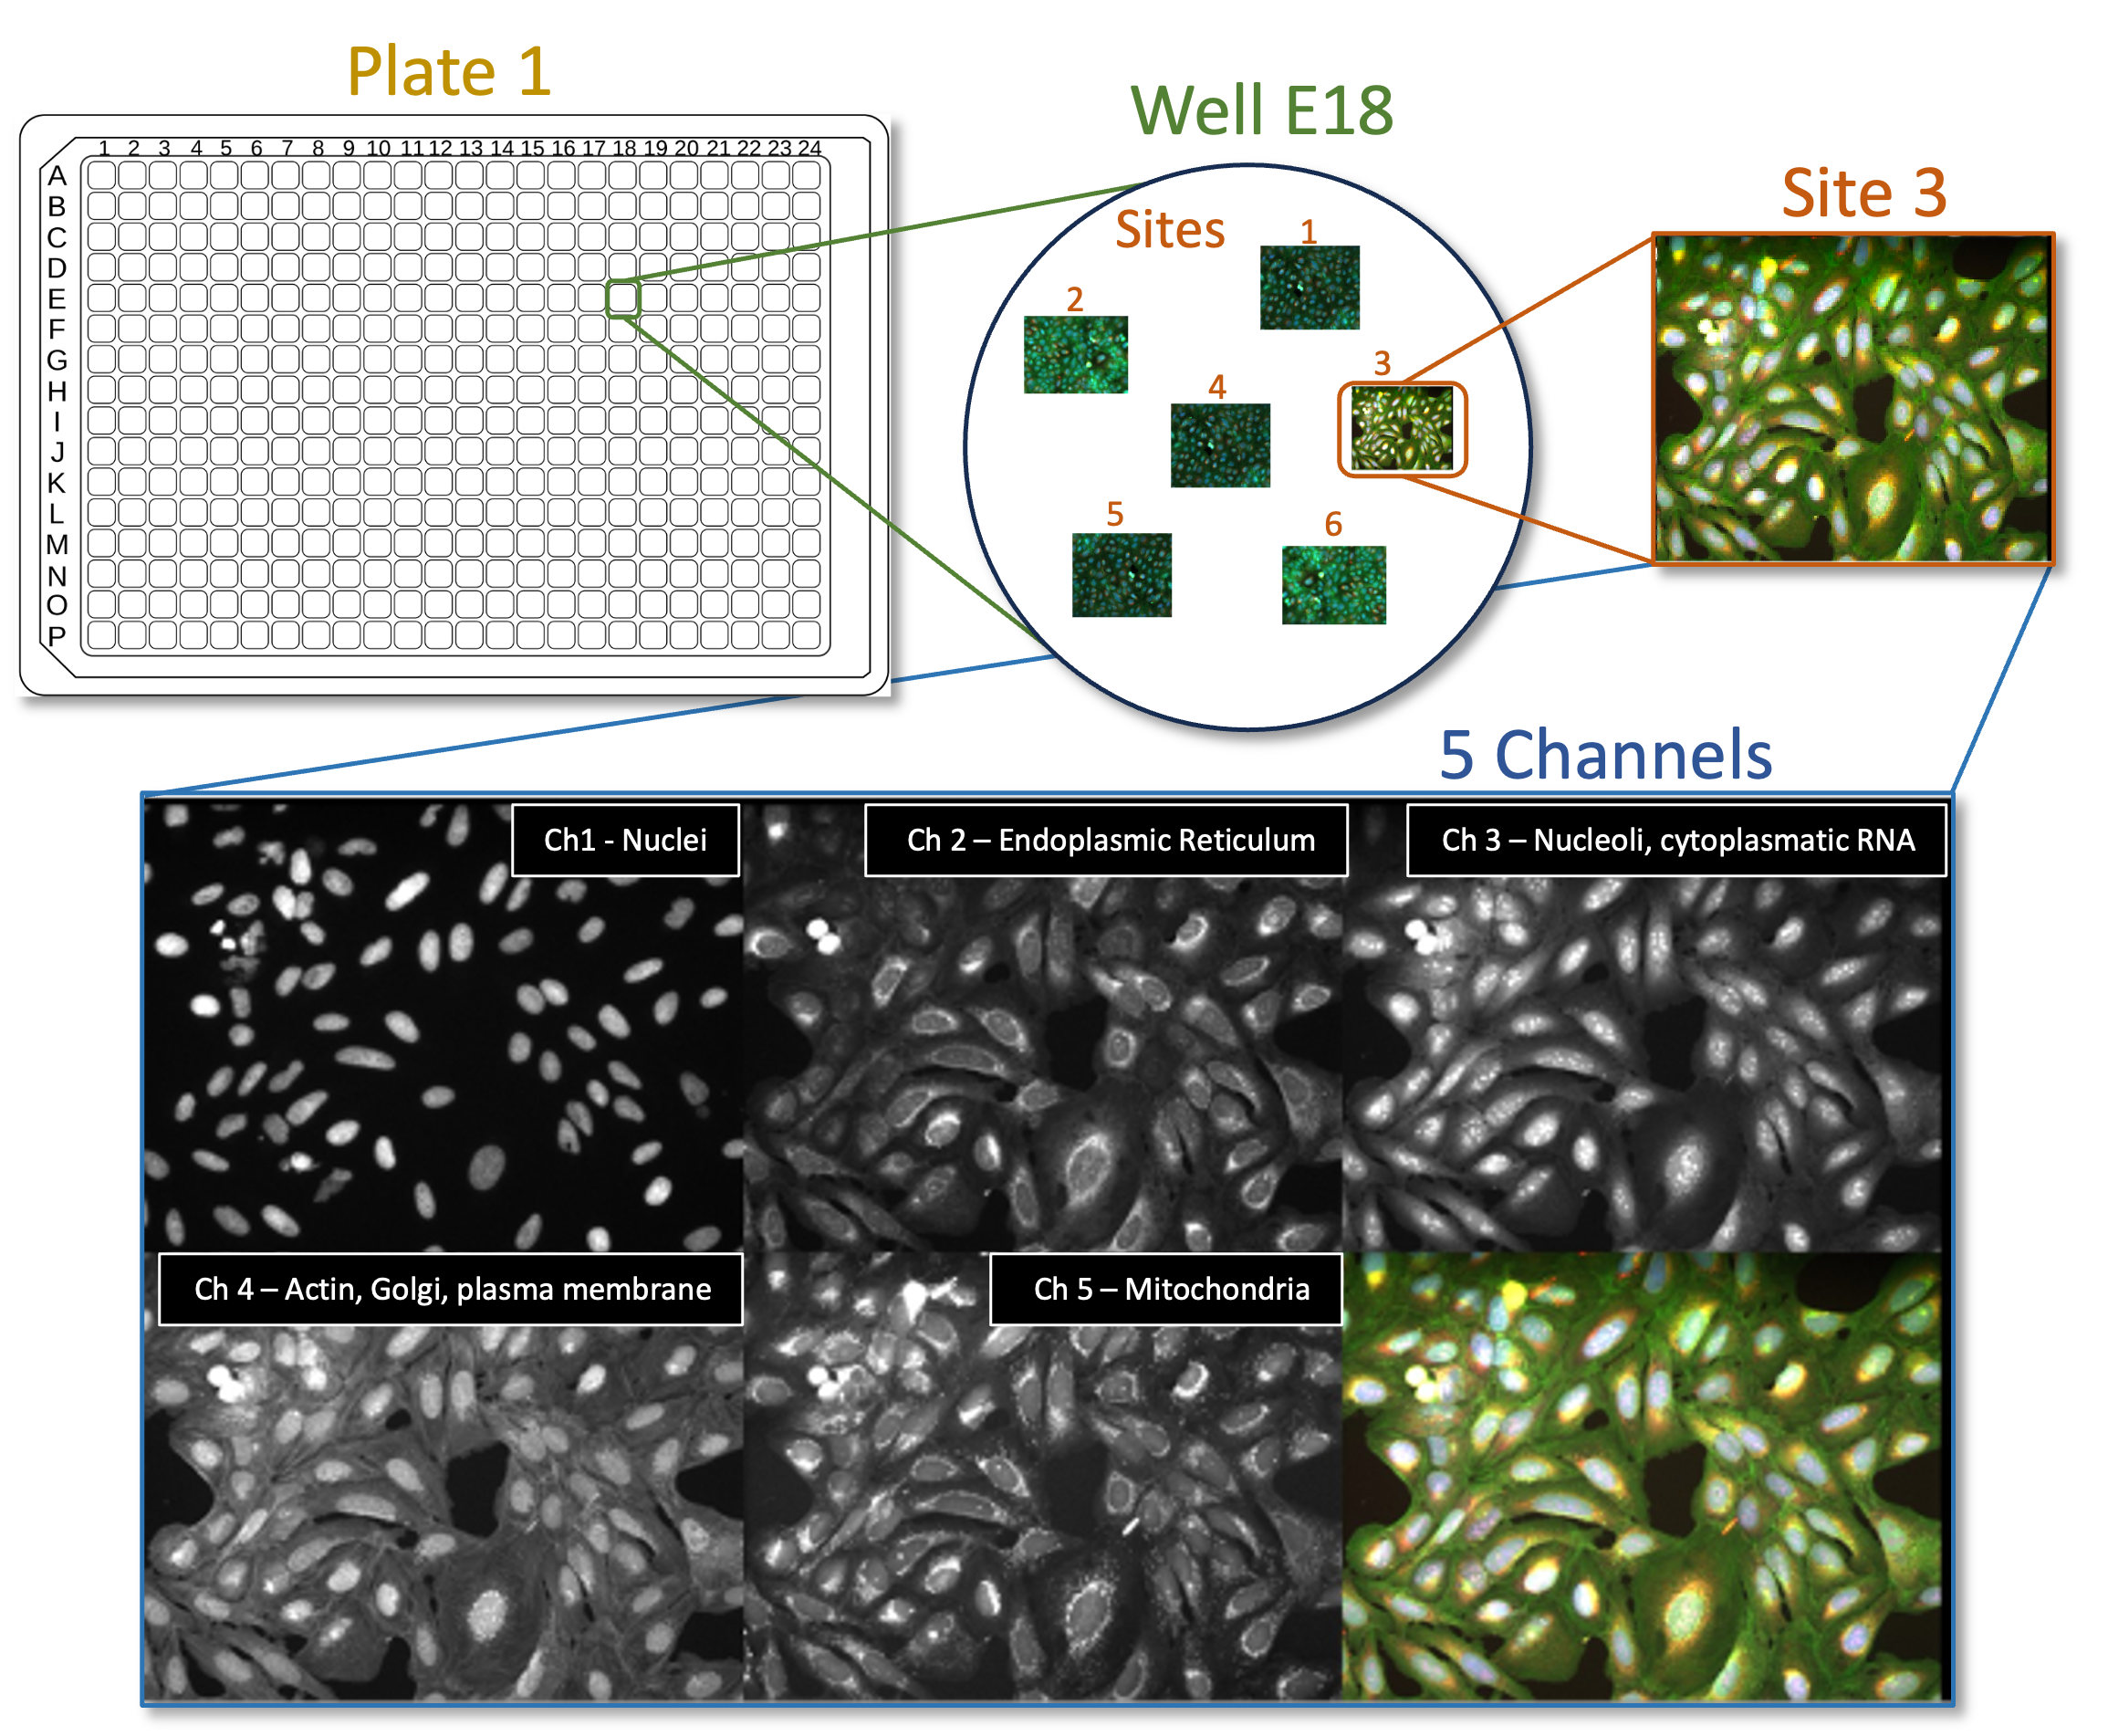 Plate 1
1 2 3 4 5 6 7 8 9 10 11 12 13 14 15 16 17 18 19 20 21 22 23 24
A
B
C
D
E
F
G
H
I
J
K
L
M
N
O
P
Well E18
Sites
1
2
3
4
5
6
Site 3
5 Channels
Ch1 - Nuclei
Ch 2 – Endoplasmic Reticulum
Ch 3 – Nucleoli, cytoplasmatic RNA
Ch 4 – Actin, Golgi, plasma membrane
Ch 5 – Mitochondria